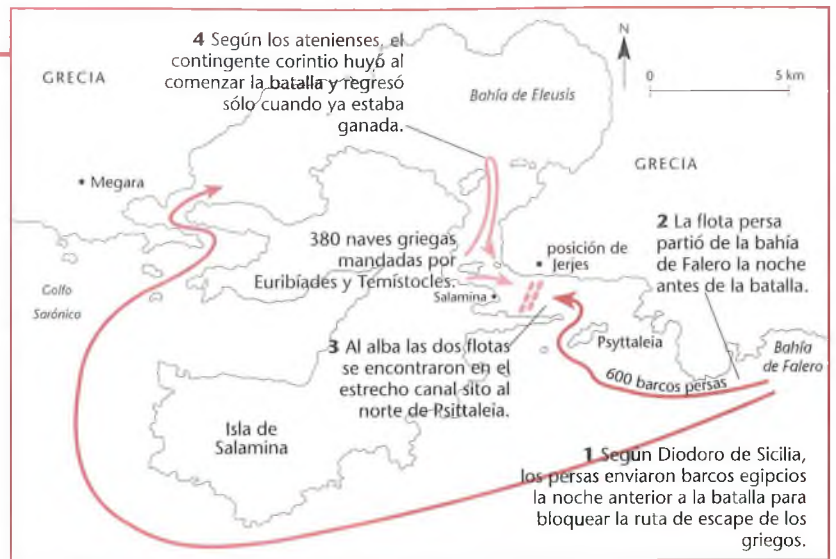 4 Según los atenienses, el
contingente corintio huyó al
comenzar la batalla y regresó
sólo cuando ya estaba
ganada.
N
0 5 km
GRECIA
Bahía de Eleusis
GRECIA
• Megara
380 naves griegas
mandadas por
Euribíades y Temístocles.
posición de
• Jerjes
2 La flota persa
partió de la bahía
de Falero la noche
antes de la batalla.
Golfo
Sarónico
Salamina •
3 Al alba las dos flotas
se encontraron en el
estrecho canal sito al
norte de Psittaleía.
Psyttaleia
Bahía
de Falero
600 barcos persas
Isla de
Salamina
1 Según Diodoro de Sicilia,
los persas enviaron barcos egipcios
la noche anterior a la batalla para
bloquear la ruta de escape de los
griegos.